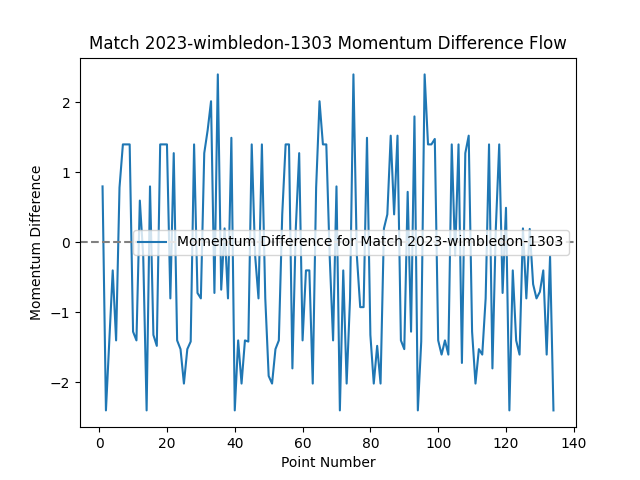 Match 2023-wimbledon-1303 Momentum Difference Flow
Momentum Difference
2
1
0
−1
−2
Momentum Difference for Match 2023-wimbledon-1303
0 20 40 60 80 100 120 140
Point Number